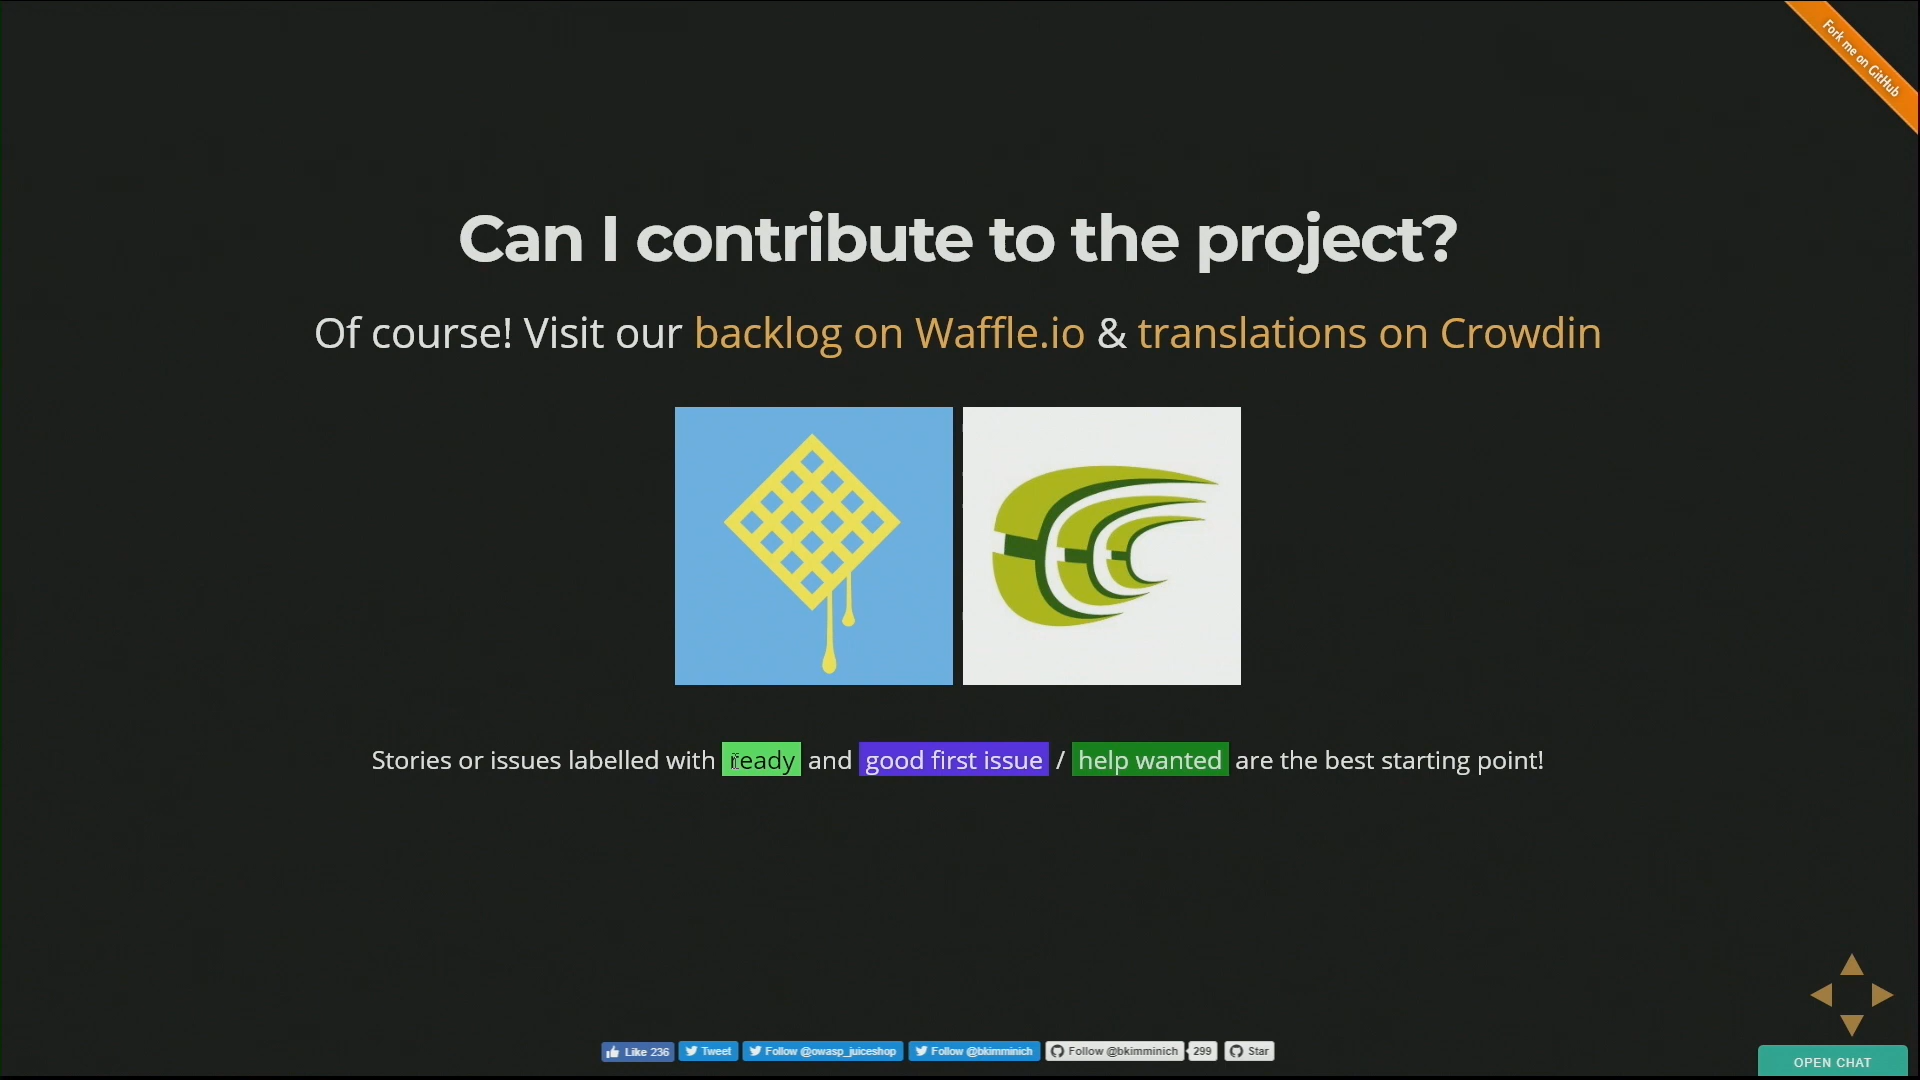 Fork me on GitHub
Can I contribute to the project?
Of course! Visit our backlog on Waffle.io & translations on Crowdin
Stories or issues labelled with ready and good first issue / help wanted are the best starting point!
Like 236 Tweet Follow @owasp_juiceshop Follow @bkimminich Follow @bkimminich 299 Star
OPEN CHAT